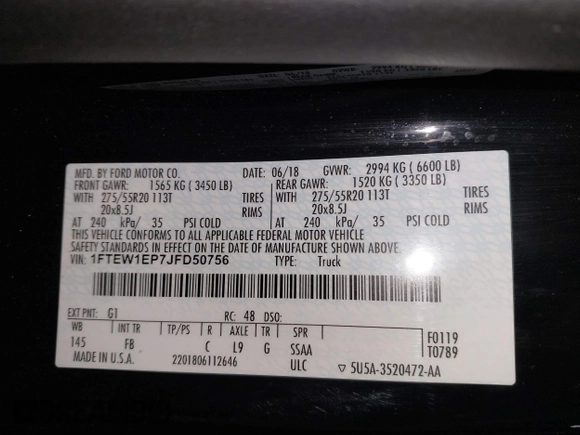 MFD. BY FORD MOTOR CO. DATE: 06/18 GVWR: 2994 KG ( 6600 LB)
FRONT GAWR: 1565 KG ( 3450 LB) REAR GAWR: 1520 KG ( 3350 LB)
WITH 275/55R20 113T TIRES WITH 275/55R20 113T TIRES
20x8.5J RIMS 20x8.5J RIMS
AT 240 kPa/ 35 PSI COLD AT 240 kPa/ 35 PSI COLD
THIS VEHICLE CONFORMS TO ALL APPLICABLE FEDERAL MOTOR VEHICLE
SAFETY STANDARDS IN EFFECT ON THE DATE OF MANUFACTURE SHOWN ABOVE.
VIN: 1FTEW1EP7JFD50756 TYPE: Truck
EXT PNT: G1 RC: 48 DSO:
WB INT TR TP/PS R AXLE TR SPR F0119
145 FB C L9 G SSAA T0789
MADE IN U.S.A. 2201806112646 ULC ▽ 5U5A-3520472-AA